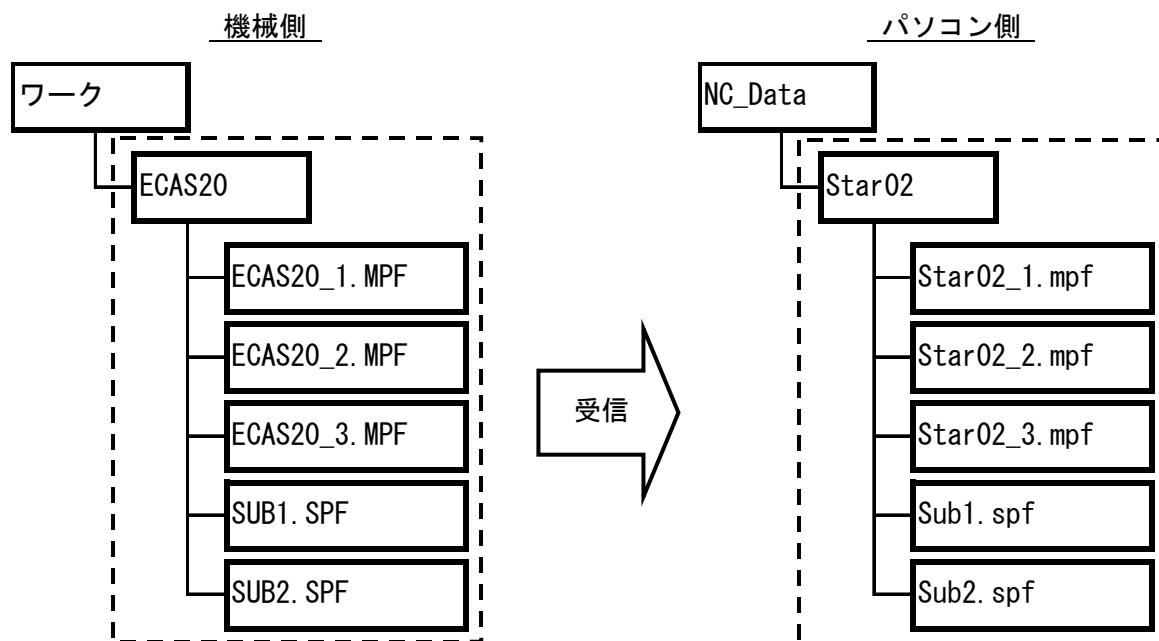 機械側
ワーク
ECAS20
ECAS20_1.MPF
ECAS20_2.MPF
ECAS20_3.MPF
SUB1.SPF
SUB2.SPF
受信
パソコン側
NC_Data
Star02
Star02_1.mpf
Star02_2.mpf
Star02_3.mpf
Sub1.spf
Sub2.spf